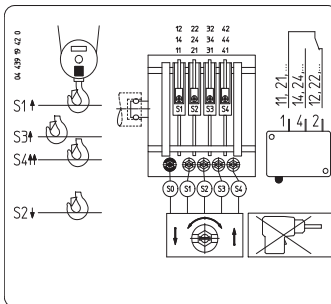 04 439 19 42 0
S1
S3
S4
S2
12 22 32 42
14 24 34 44
11 21 31 41
S1 S2 S3 S4
S0 S1 S2 S3 S4
11, 21,...
14, 24,...
12, 22,...
1 4 2